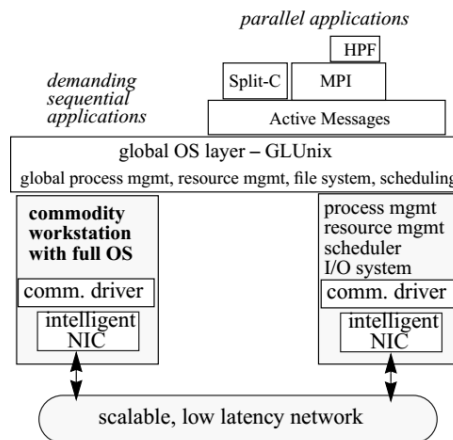 parallel applications
HPF
demanding
sequential
applications
Split-C
MPI
Active Messages
global OS layer – GLUnix
global process mgmt, resource mgmt, file system, scheduling
commodity
workstation
with full OS
comm. driver
intelligent
NIC
process mgmt
resource mgmt
scheduler
I/O system
comm. driver
intelligent
NIC
scalable, low latency network